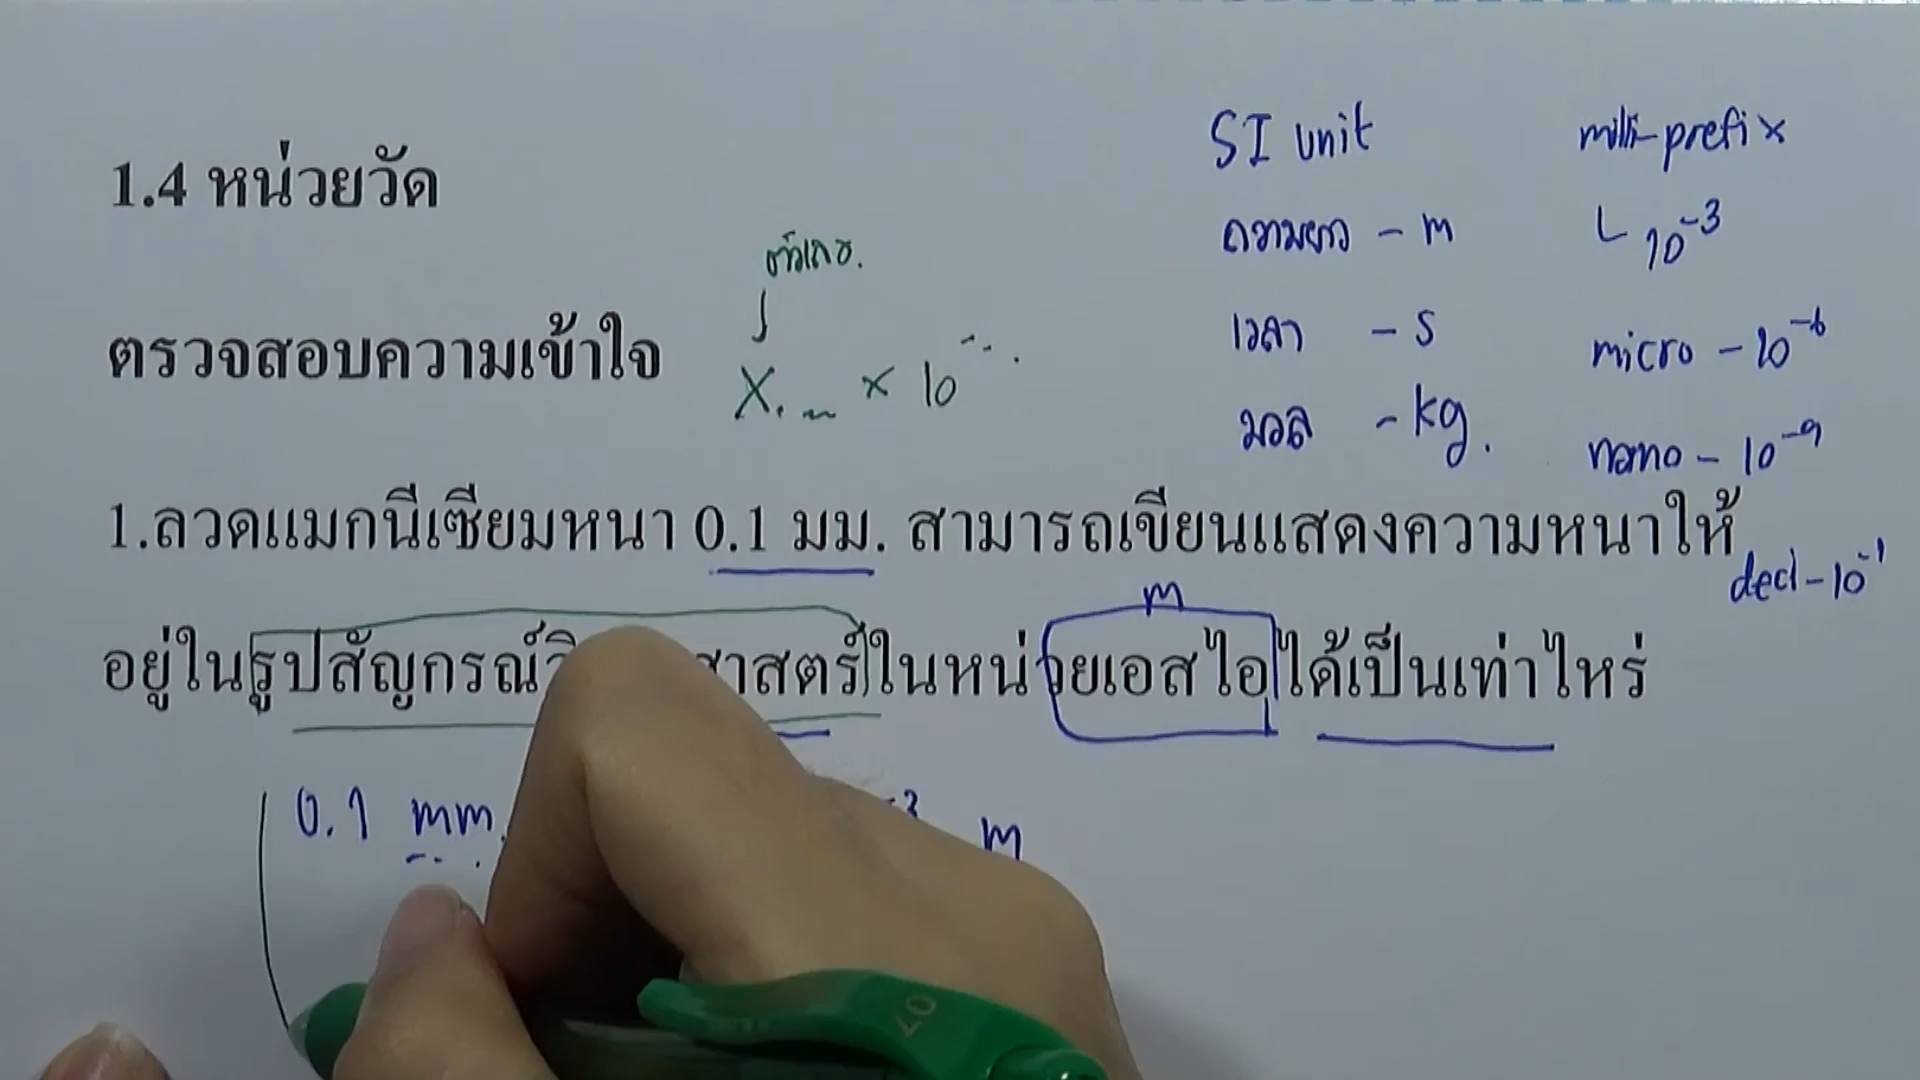 1.4 หน่วยวัด
SI unit
milli-prefix
ความยาว - m
└ 10⁻³
ตัวเลข.
เวลา - s
micro - 10⁻⁶
ตรวจสอบความเข้าใจ
X. × 10
มวล - kg.
nano - 10⁻⁹
1.ลวดแมกนีเซียมหนา 0.1 มม. สามารถเขียนแสดงความหนาให้
deci - 10⁻¹
m
อยู่ในรูปสัญกรณ์ ศาสตร์ในหน่วยเอสไอได้เป็นเท่าไหร่
0.1 mm. ⁻³ m
07